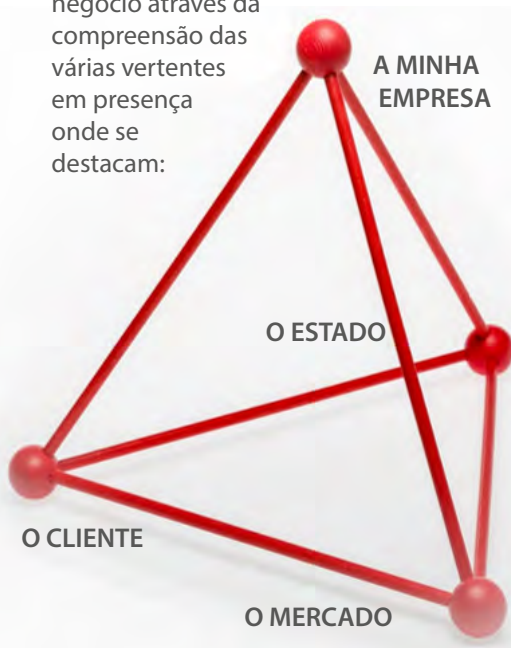 negócio através da
compreensão das
várias vertentes
em presença
onde se
destacam:
A MINHA
EMPRESA
O ESTADO
O CLIENTE
O MERCADO